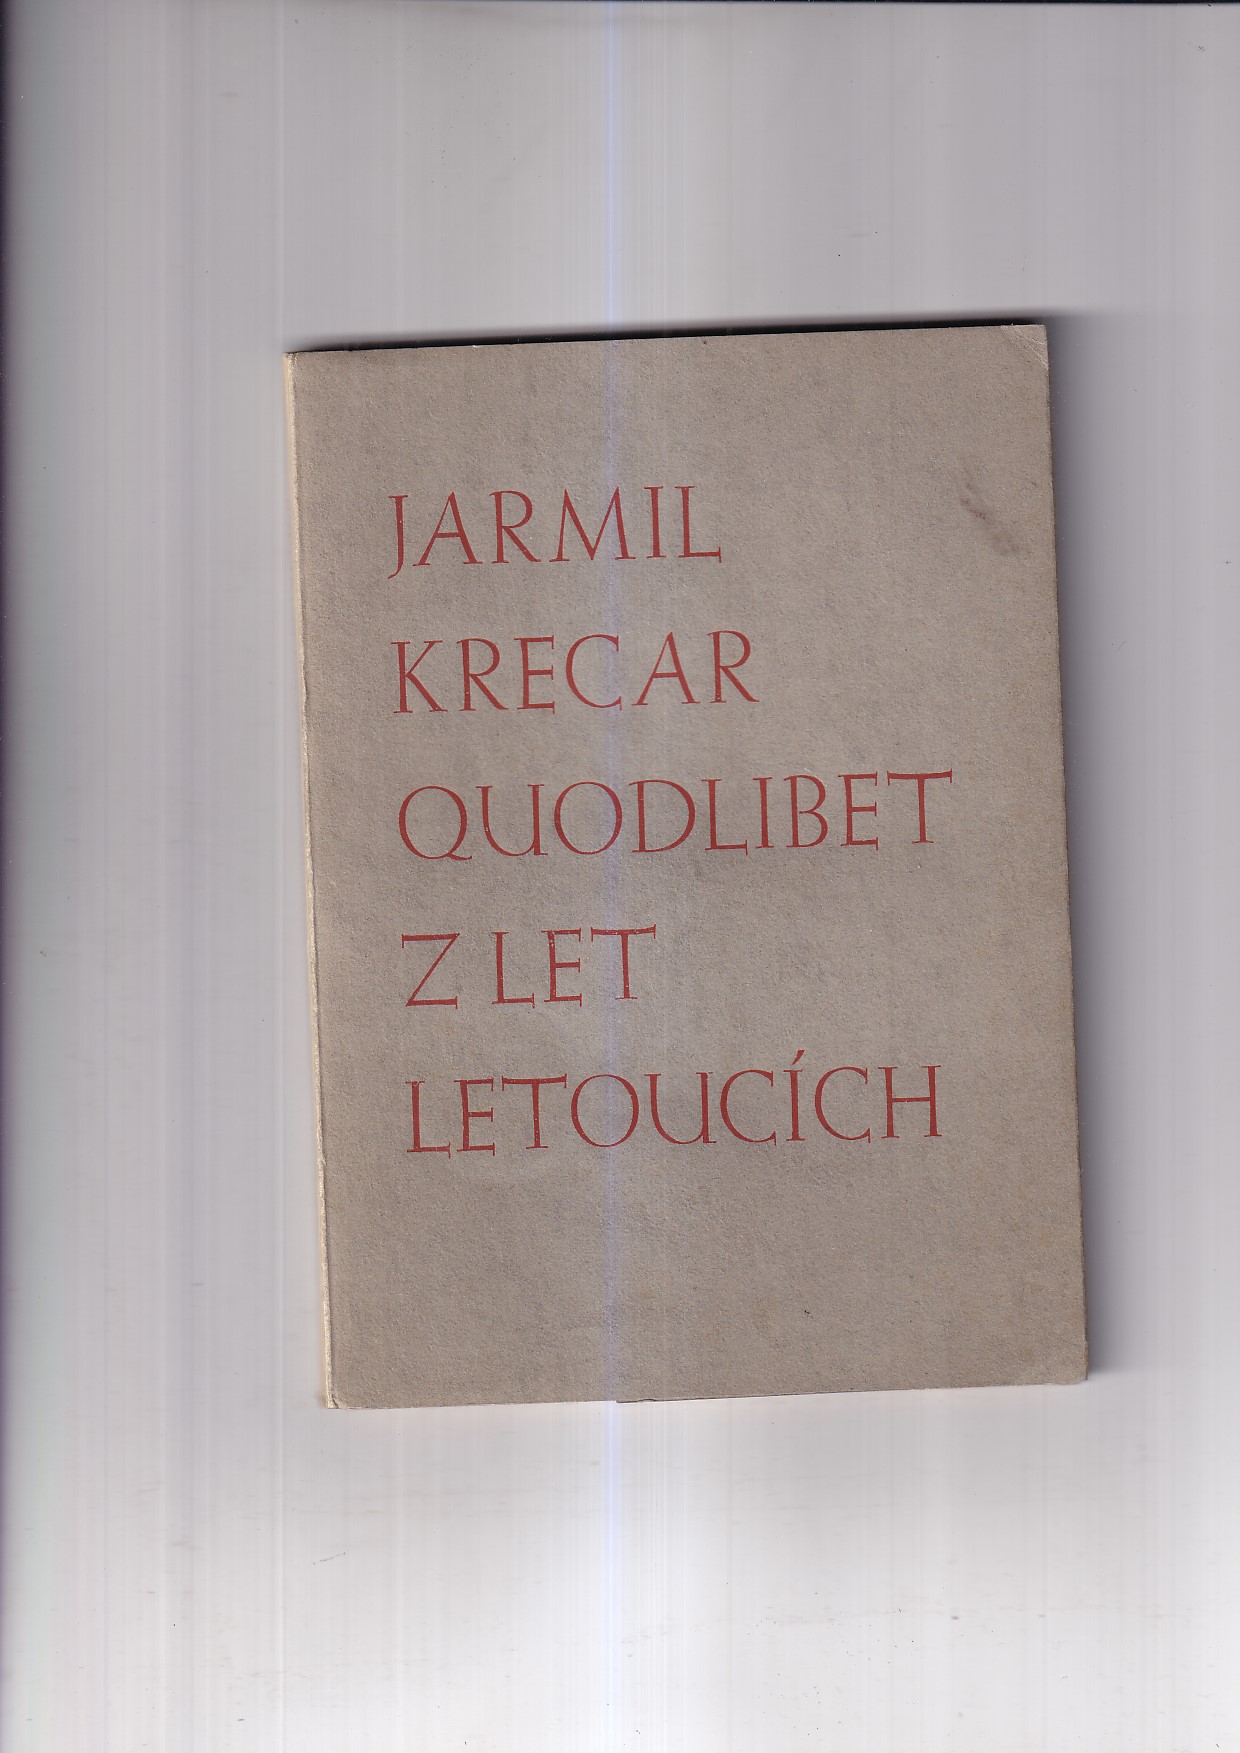 JARMIL
KRECAR
QUODLIBET
Z LET
LETOUCÍCH